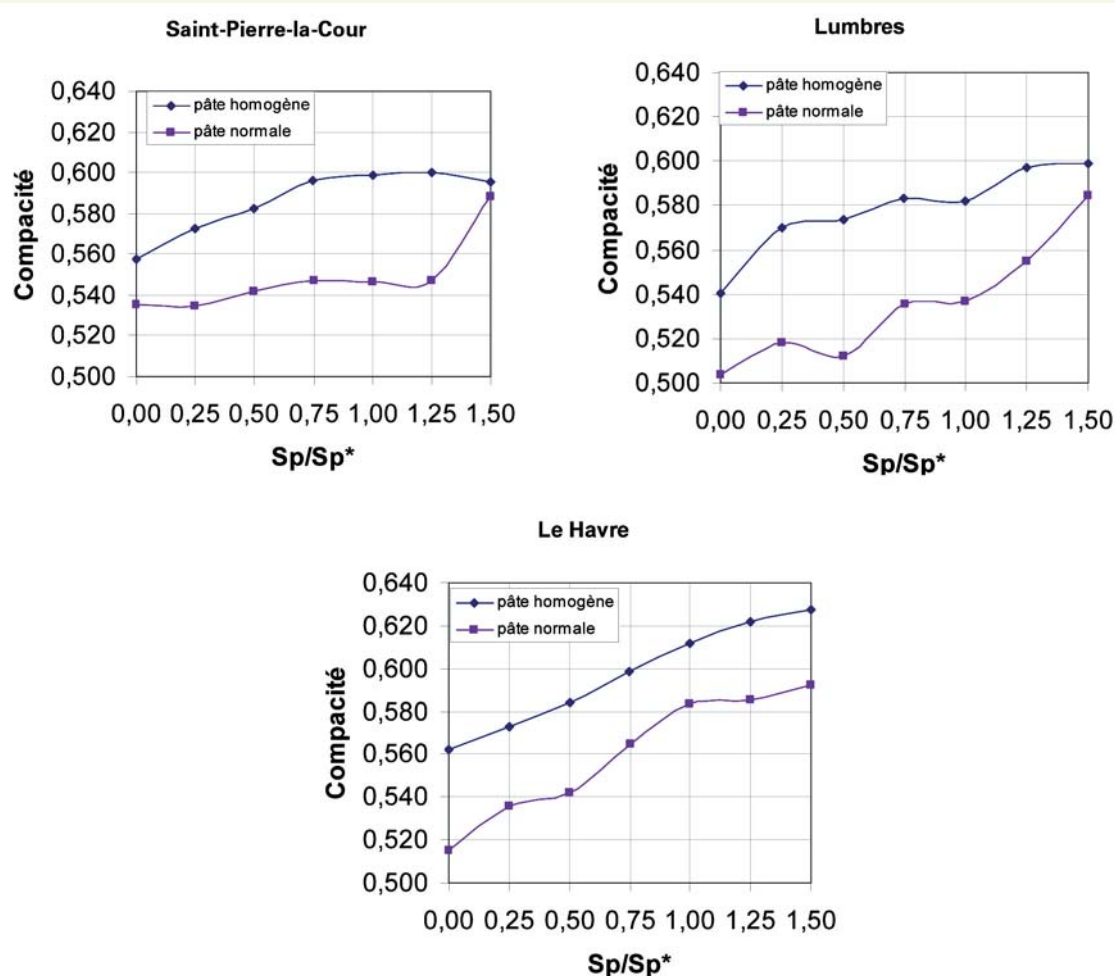 Saint-Pierre-la-Cour
Compacité
0,640
0,620
0,600
0,580
0,560
0,540
0,520
0,500
pâte homogène
pâte normale
0,00 0,25 0,50 0,75 1,00 1,25 1,50
Sp/Sp*
Lumbres
Compacité
0,640
0,620
0,600
0,580
0,560
0,540
0,520
0,500
pâte homogène
pâte normale
0,00 0,25 0,50 0,75 1,00 1,25 1,50
Sp/Sp*
Le Havre
Compacité
0,640
0,620
0,600
0,580
0,560
0,540
0,520
0,500
pâte homogène
pâte normale
0,00 0,25 0,50 0,75 1,00 1,25 1,50
Sp/Sp*